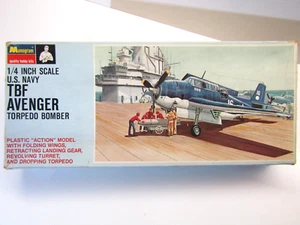 Monogram
quality hobby kits
1/4 INCH SCALE
U.S. NAVY
TBF
AVENGER
TORPEDO BOMBER
PLASTIC "ACTION" MODEL
WITH FOLDING WINGS,
RETRACTING LANDING GEAR,
REVOLVING TURRET,
AND DROPPING TORPEDO